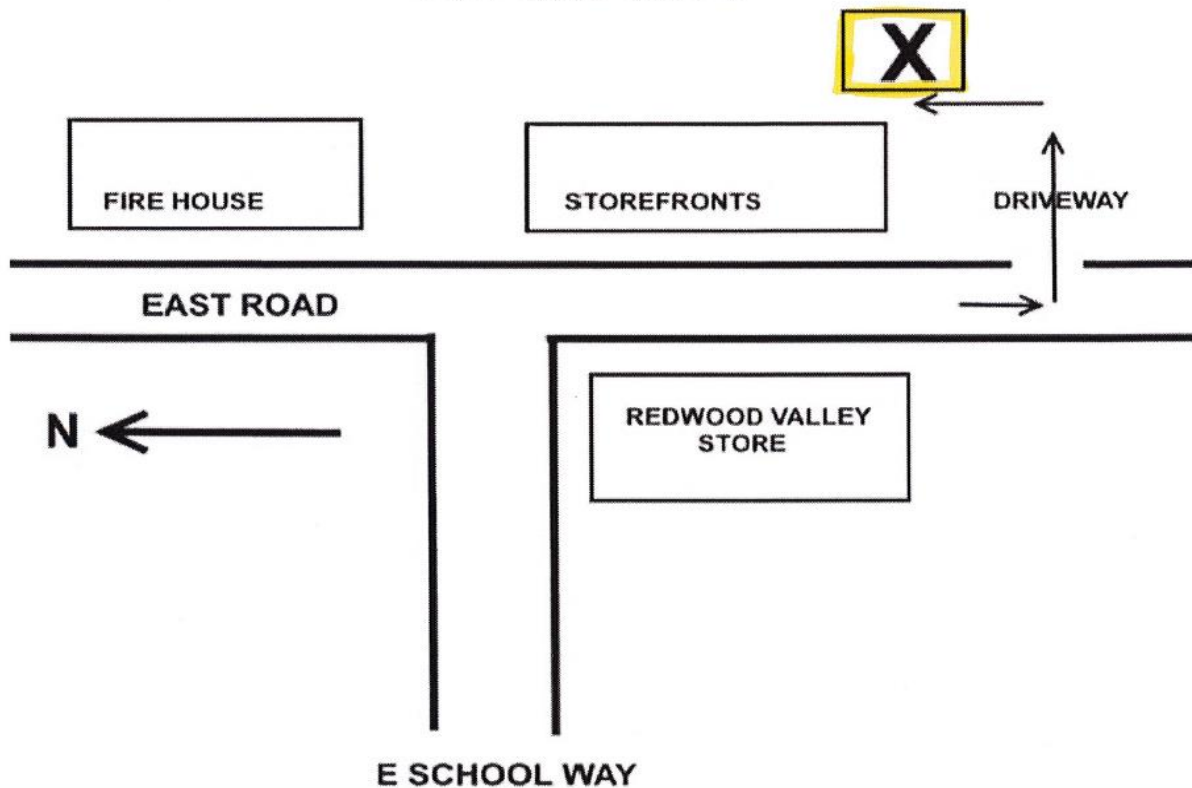 X
FIRE HOUSE
STOREFRONTS
DRIVEWAY
EAST ROAD
N
REDWOOD VALLEY
STORE
E SCHOOL WAY